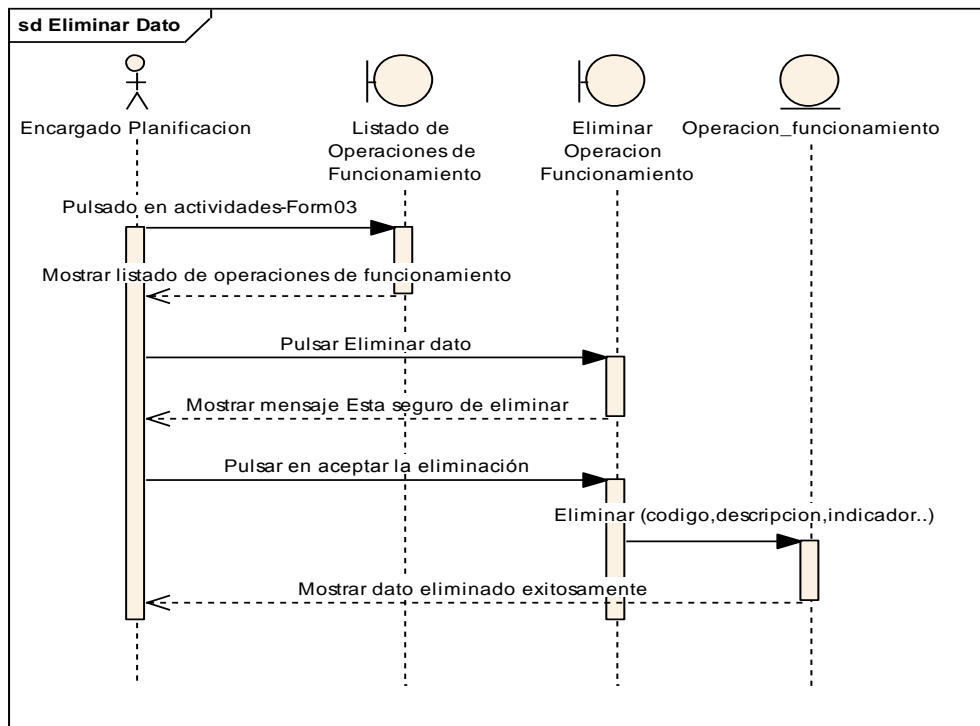 sd Eliminar Dato
Encargado Planificacion
Listado de
Operaciones de
Funcionamiento
Eliminar
Operacion
Funcionamiento
Operacion_funcionamiento
Pulsado en actividades-Form03
Mostrar listado de operaciones de funcionamiento
Pulsar Eliminar dato
Mostrar mensaje Esta seguro de eliminar
Pulsar en aceptar la eliminación
Eliminar (codigo,descripcion,indicador..)
Mostrar dato eliminado exitosamente